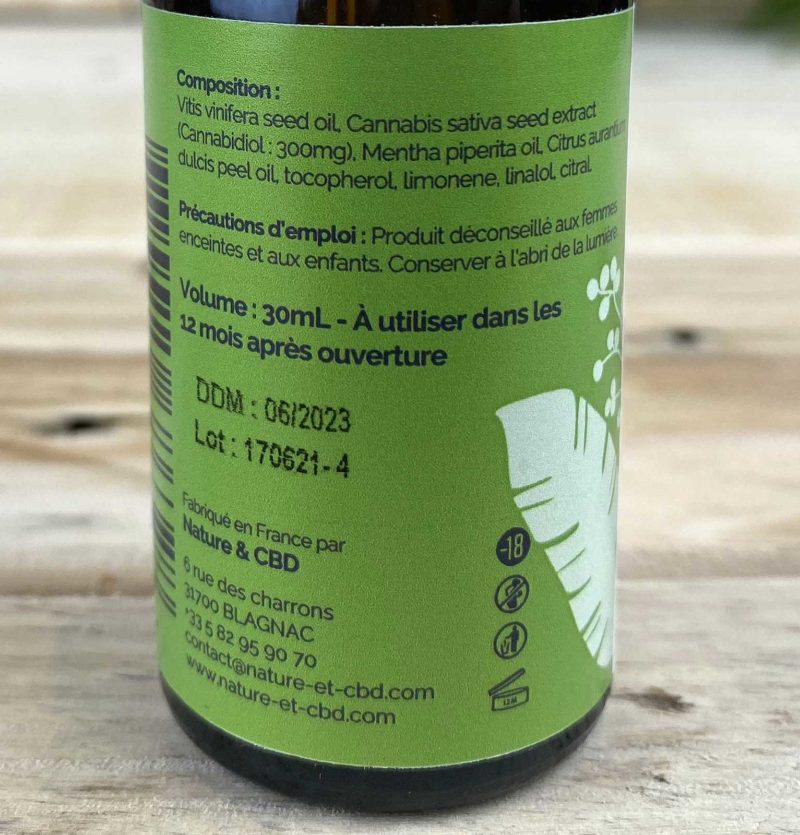 Composition :
Vitis vinifera seed oil, Cannabis sativa seed extract
(Cannabidiol : 300mg), Mentha piperita oil, Citrus aurantium
dulcis peel oil, tocopherol, limonene, linalol, citral.
Précautions d'emploi : Produit déconseillé aux femmes
enceintes et aux enfants. Conserver à l'abri de la lumière.
Volume : 30mL - À utiliser dans les
12 mois après ouverture
DDM : 06/2023
Lot : 170621-4
Fabriqué en France par
Nature & CBD
6 rue des charrons
31700 BLAGNAC
+33 5 82 95 90 70
contact@nature-et-cbd.com
www.nature-et-cbd.com
-18
12M